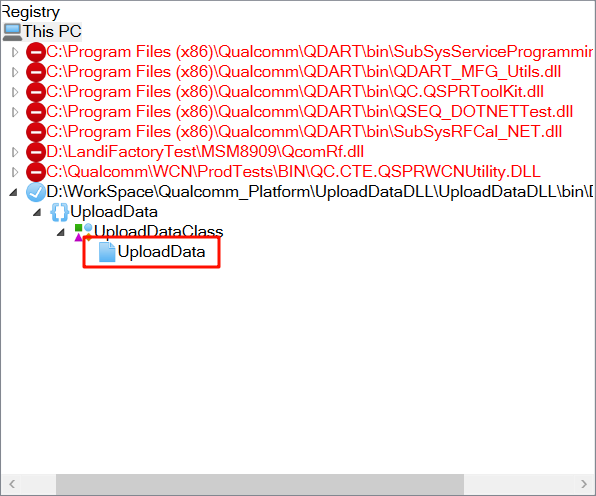 Registry
This PC
C:\Program Files (x86)\Qualcomm\QDART\bin\SubSysServiceProgrammin
C:\Program Files (x86)\Qualcomm\QDART\bin\QDART_MFG_Utils.dll
C:\Program Files (x86)\Qualcomm\QDART\bin\QC.QSPRToolKit.dll
C:\Program Files (x86)\Qualcomm\QDART\bin\QSEQ_DOTNETTest.dll
C:\Program Files (x86)\Qualcomm\QDART\bin\SubSysRFCal_NET.dll
D:\LandiFactoryTest\MSM8909\QcomRf.dll
C:\Qualcomm\WCN\ProdTests\BIN\QC.CTE.QSPRWCNUtility.DLL
D:\WorkSpace\Qualcomm_Platform\UploadDataDLL\UploadDataDLL\bin\D
UploadData
UploadDataClass
UploadData